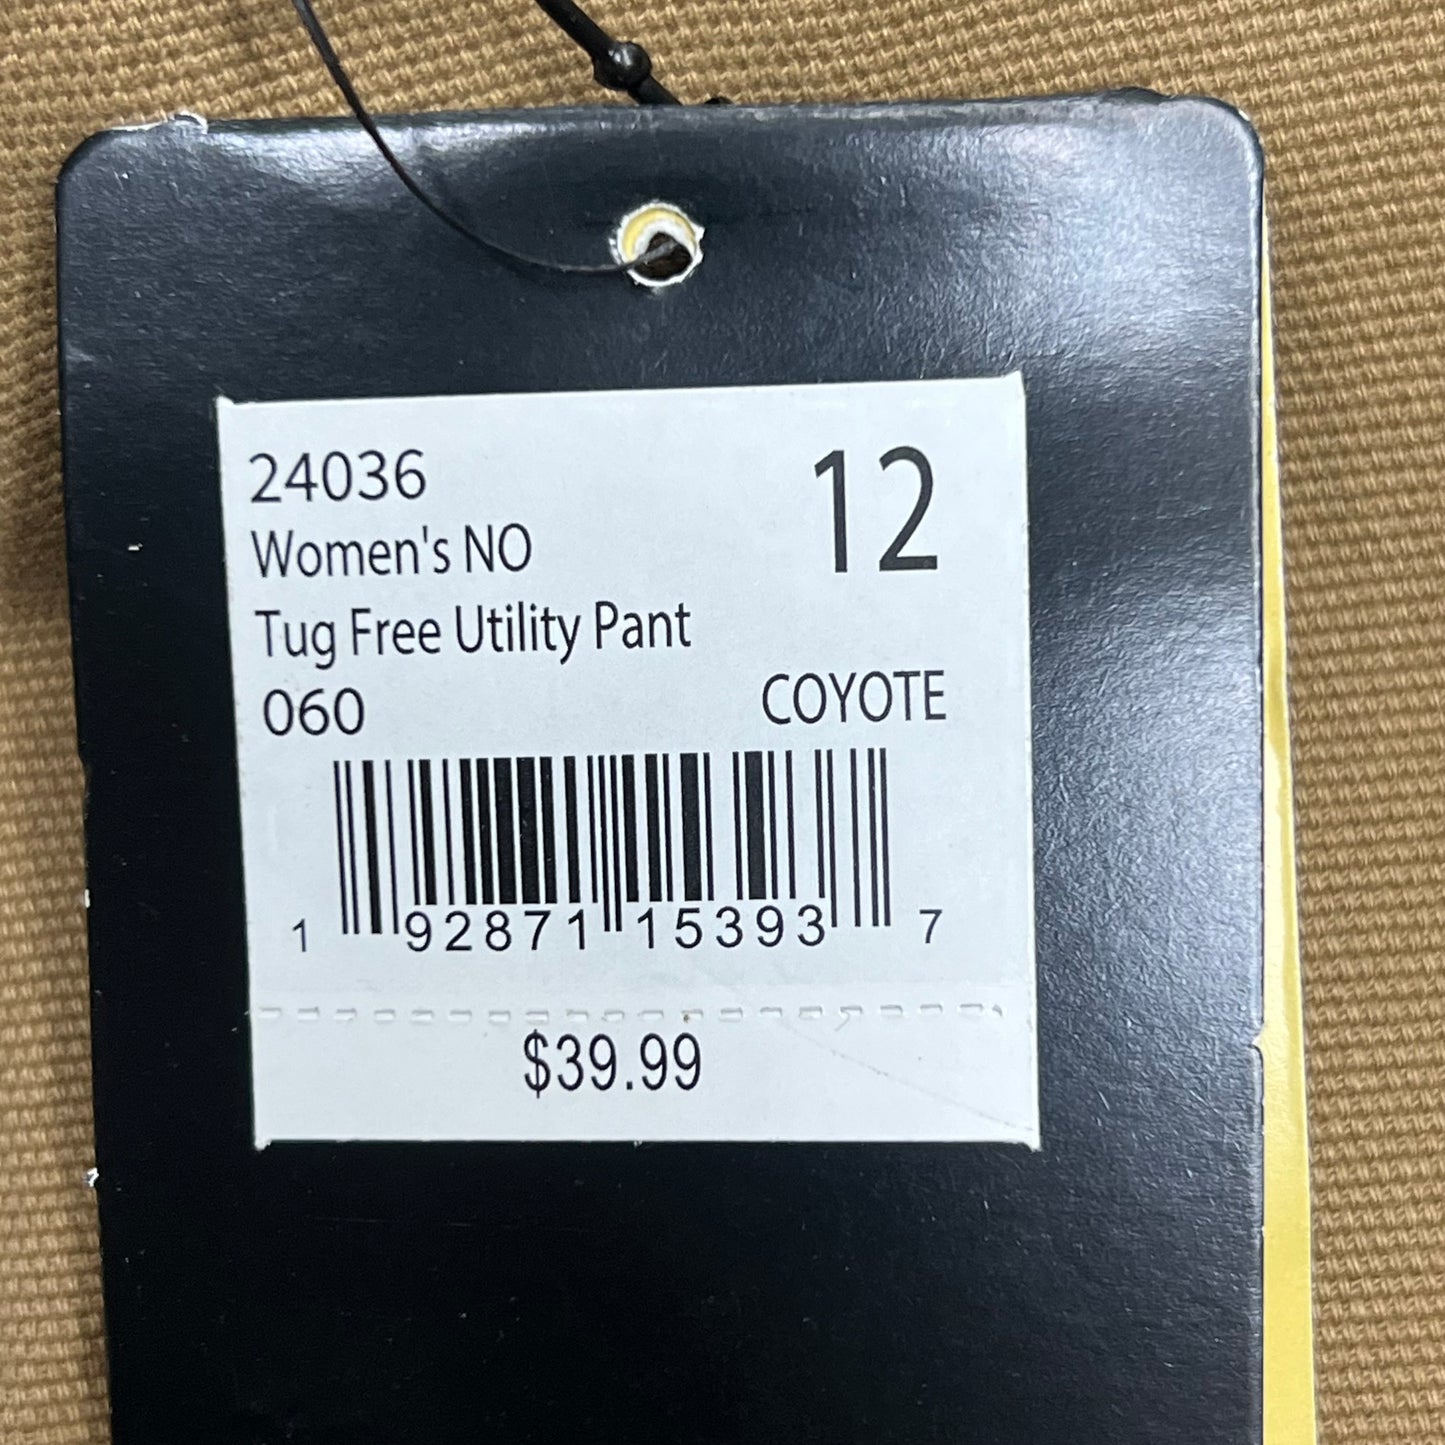 24036
12
Women's NO
Tug Free Utility Pant
060 COYOTE
1 92871 15393 7
$39.99